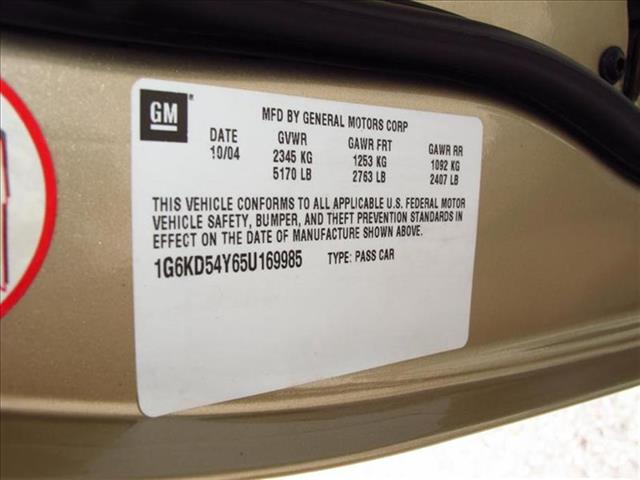 GM
MFD BY GENERAL MOTORS CORP
DATE GVWR GAWR FRT GAWR RR
10/04 2345 KG 1253 KG 1092 KG
5170 LB 2763 LB 2407 LB
THIS VEHICLE CONFORMS TO ALL APPLICABLE U.S. FEDERAL MOTOR
VEHICLE SAFETY, BUMPER, AND THEFT PREVENTION STANDARDS IN
EFFECT ON THE DATE OF MANUFACTURE SHOWN ABOVE.
1G6KD54Y65U169985 TYPE: PASS CAR